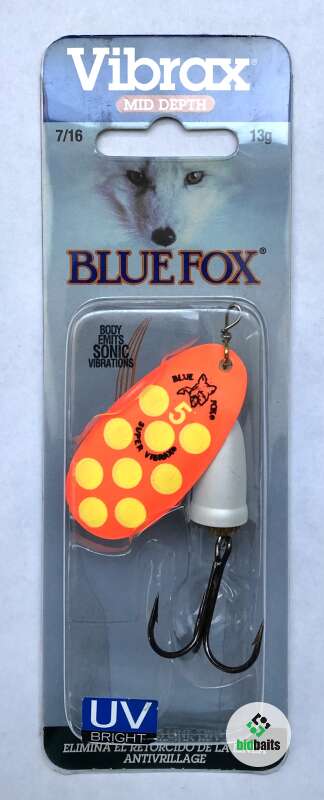 Vibrax®
MID DEPTH
7/16 13g
BLUE FOX®
BODY
EMITS
SONIC
VIBRATIONS
BLUE
FOX®
5
SUPER VIBRAX®
UV
BRIGHT
ELIMINA EL RETORCIDO DE LA
ANTIVRILLAGE
bidbaits